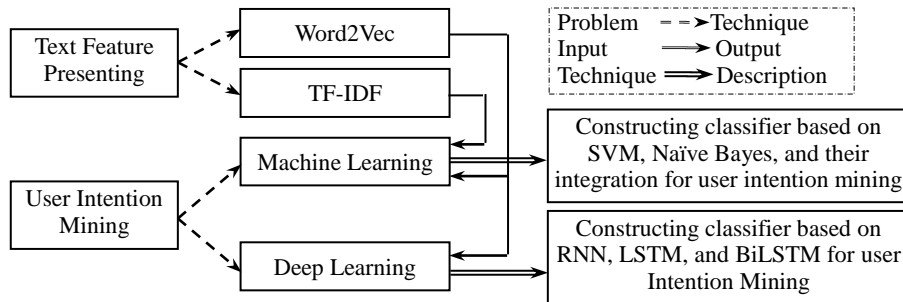 Text Feature
Presenting
Word2Vec
TF-IDF
Problem Technique
Input Output
Technique Description
User Intention
Mining
Machine Learning
Deep Learning
Constructing classifier based on
SVM, Naïve Bayes, and their
integration for user intention mining
Constructing classifier based on
RNN, LSTM, and BiLSTM for user
Intention Mining